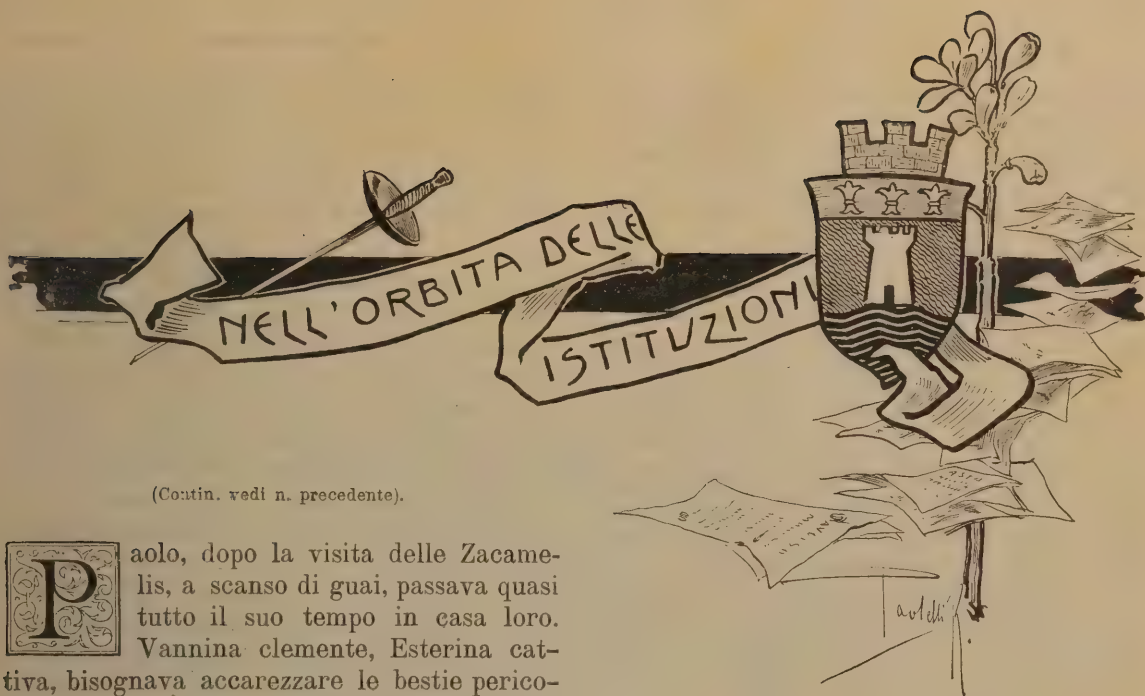 NELL'ORBITA DELLE
ISTITUZIONI
(Contin. vedi n. precedente).
Paolo, dopo la visita delle Zacame-
lis, a scanso di guai, passava quasi
tutto il suo tempo in casa loro.
Vannina clemente, Esterina cat-
tiva, bisognava accarezzare le bestie perico-